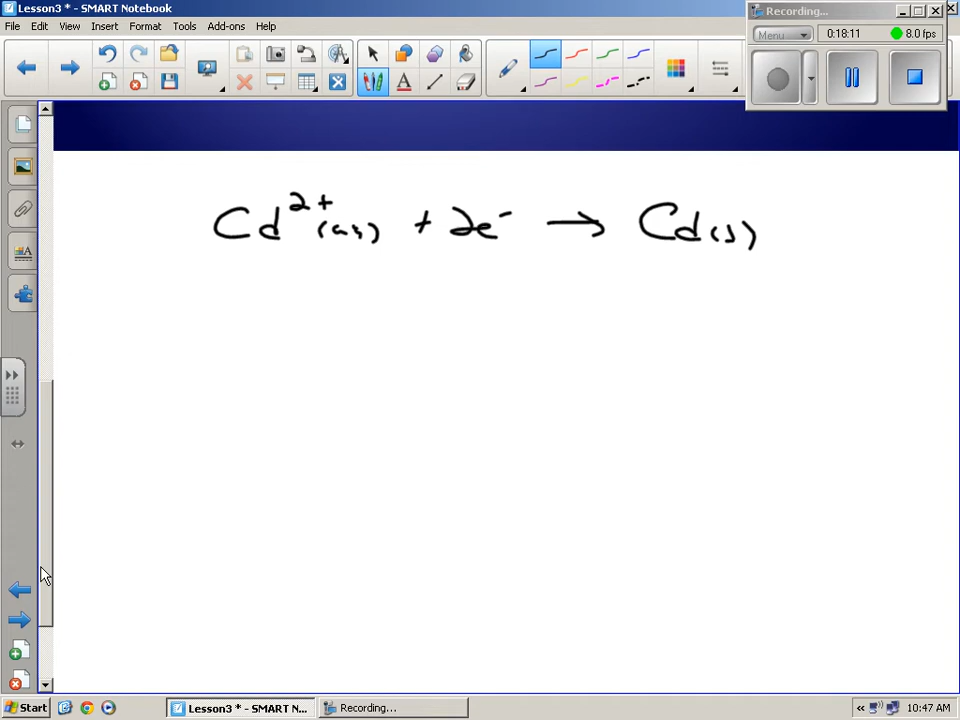 Lesson3 * - SMART Notebook
Recording...
File Edit View Insert Format Tools Add-ons Help
Menu 0:18:11 8.0 fps
A
Cd²⁺(aq) + 2e⁻ → Cd(s)
Start Lesson3 * - SMART N... Recording... « 10:47 AM